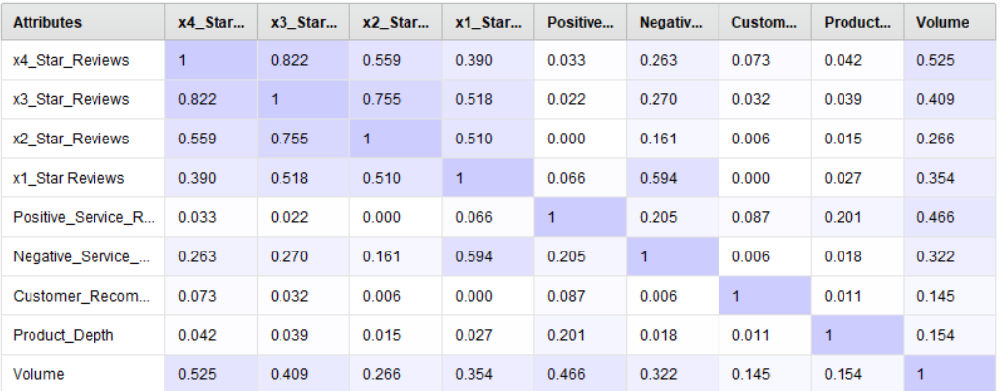 Attributes x4_Star... x3_Star... x2_Star... x1_Star... Positive... Negativ... Custom... Product... Volume
x4_Star_Reviews 1 0.822 0.559 0.390 0.033 0.263 0.073 0.042 0.525
x3_Star_Reviews 0.822 1 0.755 0.518 0.022 0.270 0.032 0.039 0.409
x2_Star_Reviews 0.559 0.755 1 0.510 0.000 0.161 0.006 0.015 0.266
x1_Star Reviews 0.390 0.518 0.510 1 0.066 0.594 0.000 0.027 0.354
Positive_Service_R... 0.033 0.022 0.000 0.066 1 0.205 0.087 0.201 0.466
Negative_Service_... 0.263 0.270 0.161 0.594 0.205 1 0.006 0.018 0.322
Customer_Recom... 0.073 0.032 0.006 0.000 0.087 0.006 1 0.011 0.145
Product_Depth 0.042 0.039 0.015 0.027 0.201 0.018 0.011 1 0.154
Volume 0.525 0.409 0.266 0.354 0.466 0.322 0.145 0.154 1